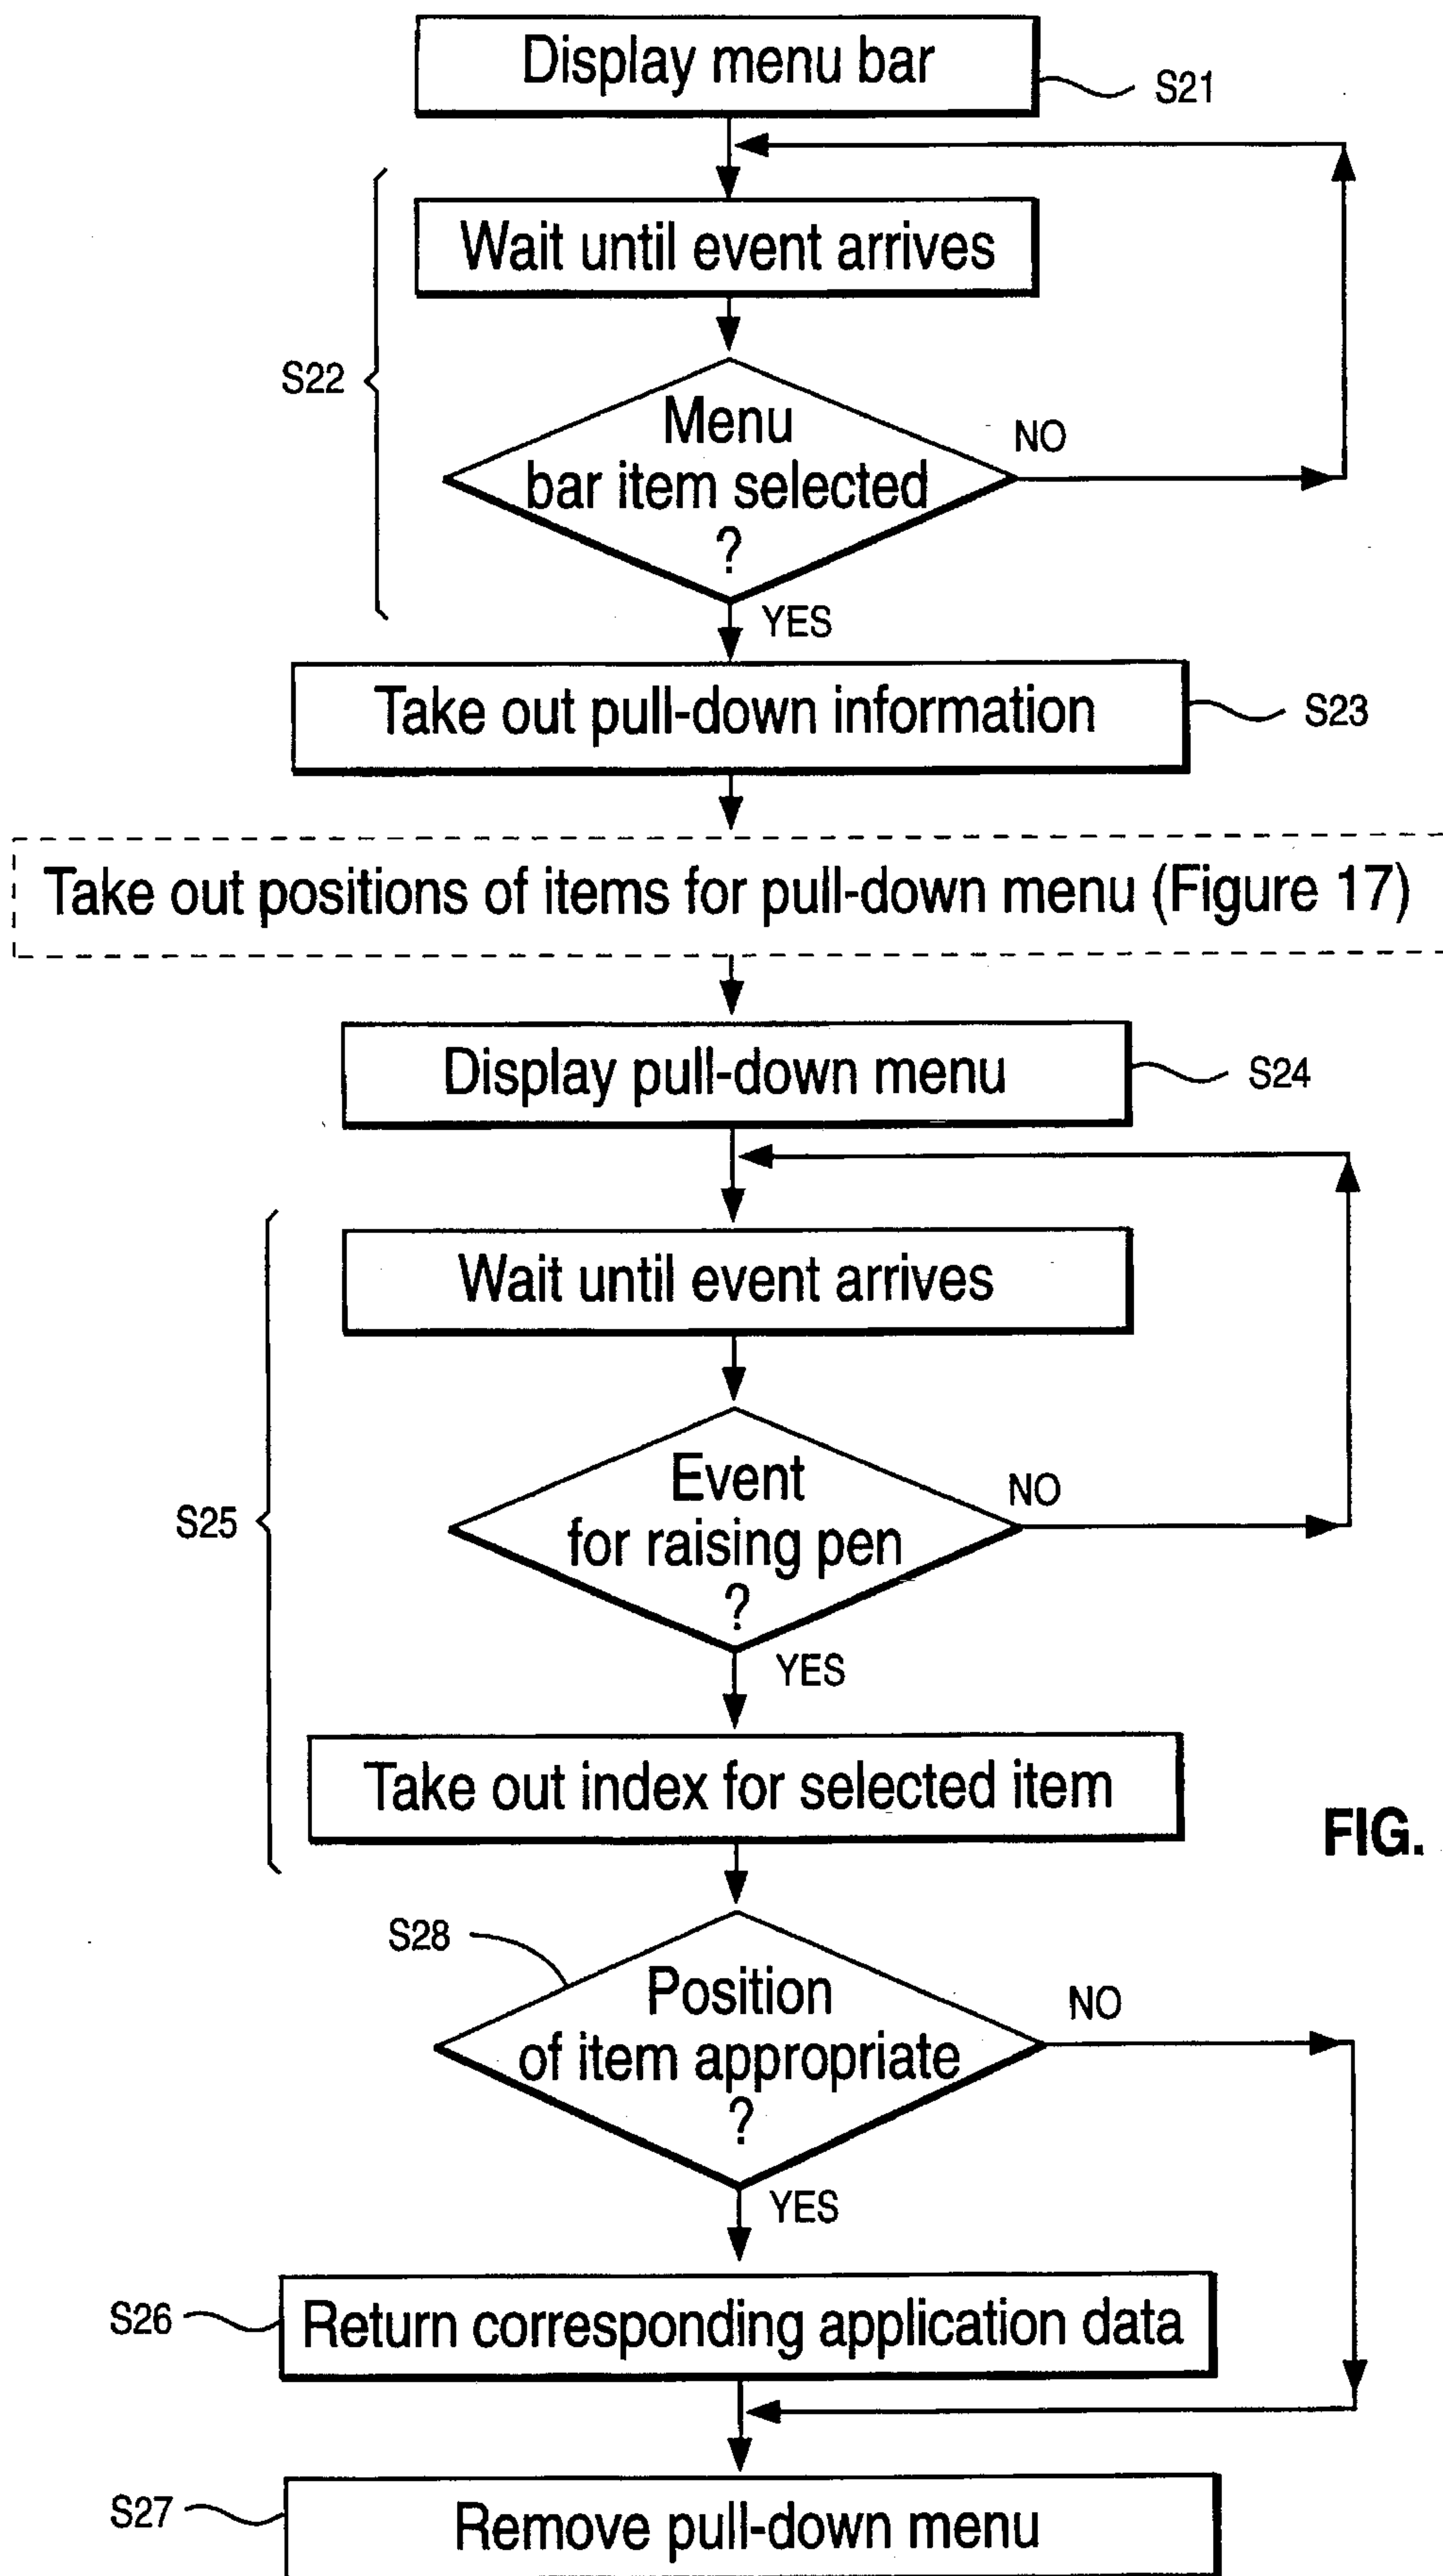 Display menu bar
S21
Wait until event arrives
S22
Menu
bar item selected
?
NO
YES
Take out pull-down information
S23
Take out positions of items for pull-down menu (Figure 17)
Display pull-down menu
S24
Wait until event arrives
S25
Event
for raising pen
?
NO
YES
Take out index for selected item
FIG.
S28
Position
of item appropriate
?
NO
YES
S26
Return corresponding application data
S27
Remove pull-down menu